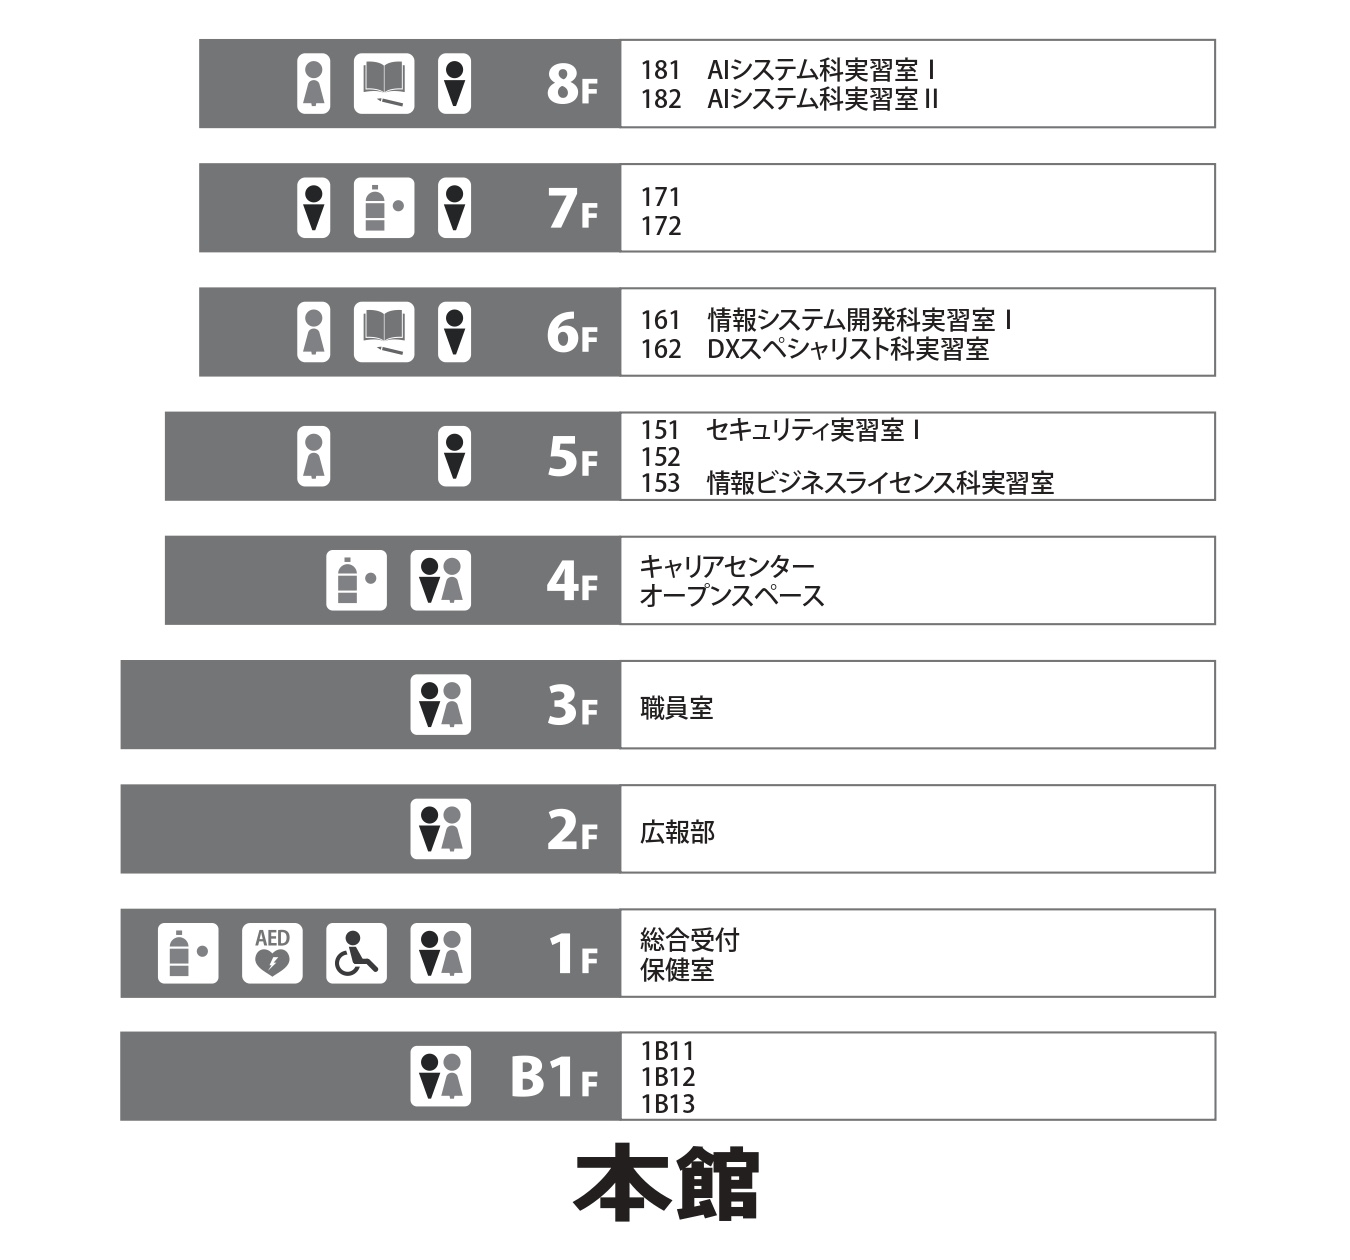 8F
181 AIシステム科実習室Ⅰ
182 AIシステム科実習室Ⅱ
7F
171
172
6F
161 情報システム開発科実習室Ⅰ
162 DXスペシャリスト科実習室
5F
151 セキュリティ実習室Ⅰ
152
153 情報ビジネスライセンス科実習室
4F
キャリアセンター
オープンスペース
3F
職員室
2F
広報部
AED
1F
総合受付
保健室
B1F
1B11
1B12
1B13
本館